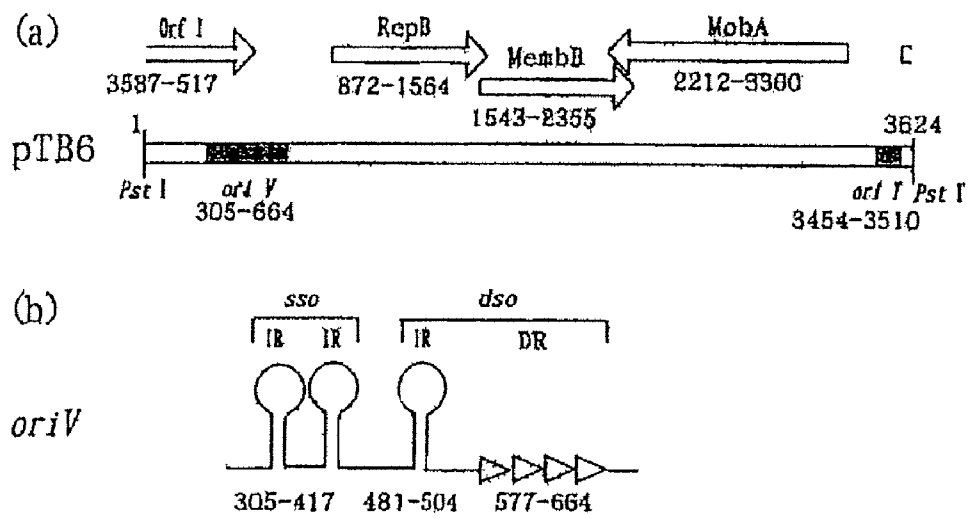 (a)
Orf I RepB MobA
MembB
3587-517 872-1564 2212-3300
1543-2355
1 3624
pTB6
Pst I ori V ori T Pst I
305-664 3454-3510
(b)
sso dso
IR IR IR DR
oriV
305-417 481-504 577-664